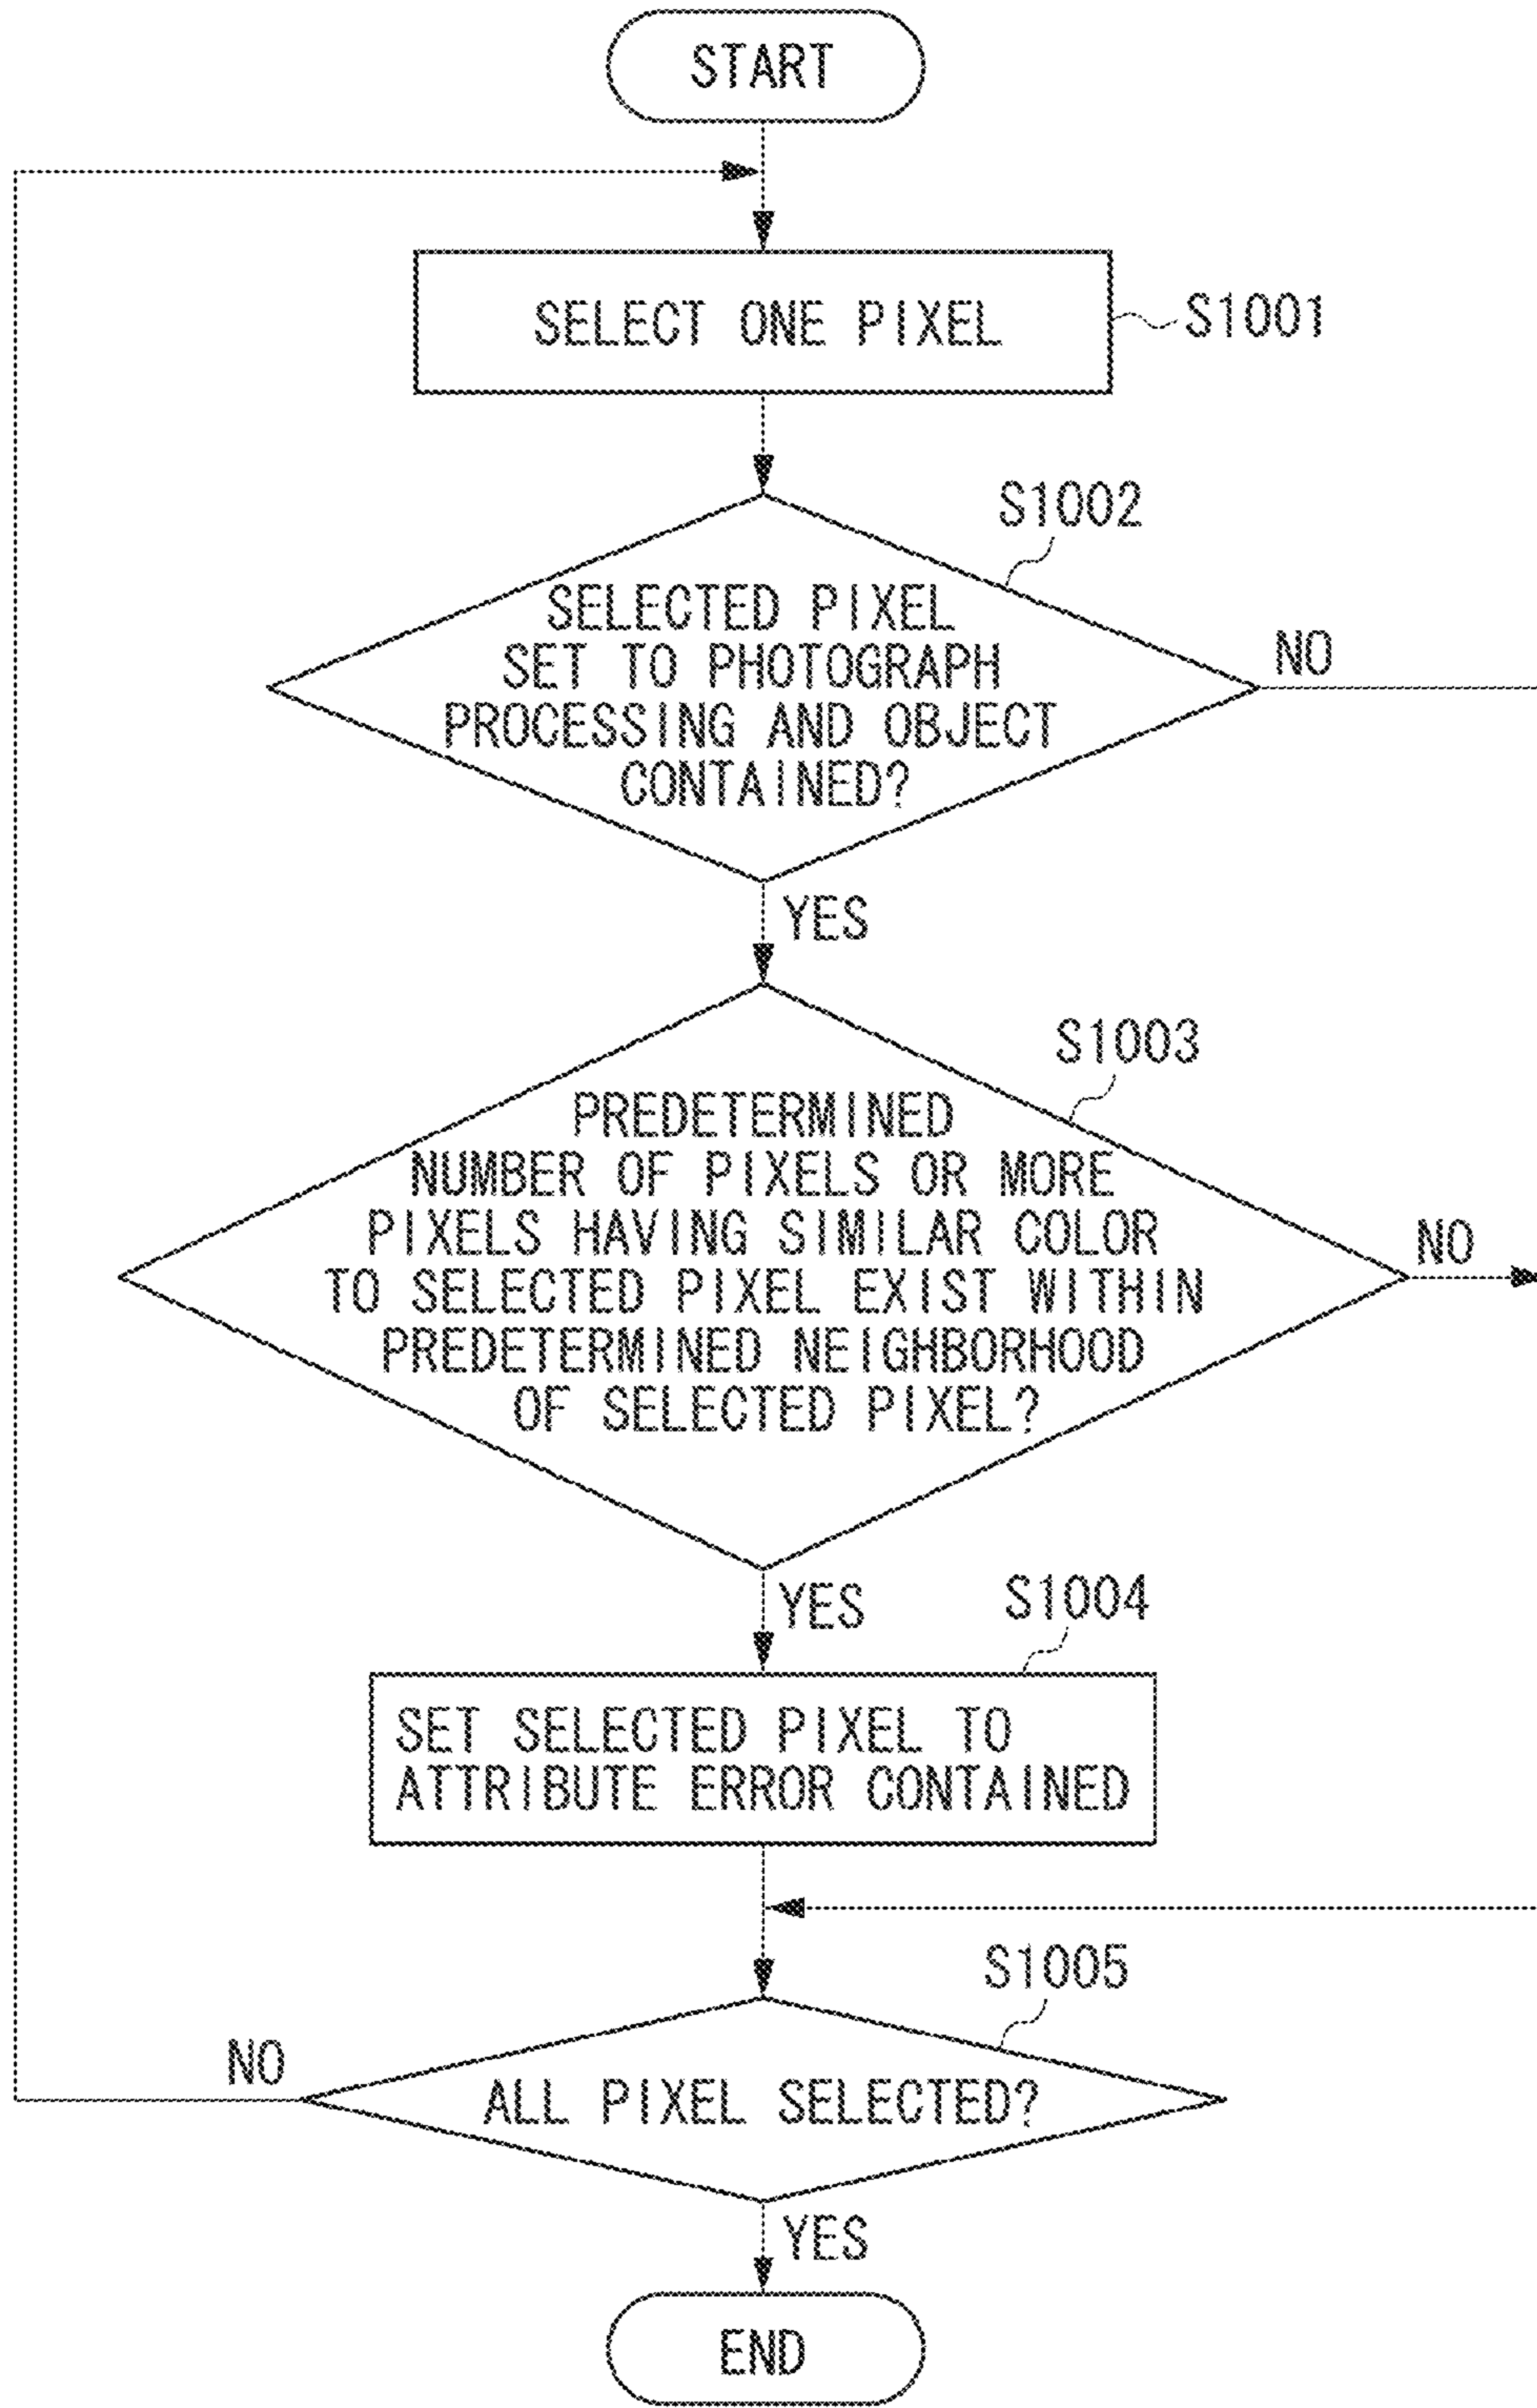 START
SELECT ONE PIXEL
S1001
S1002
SELECTED PIXEL
SET TO PHOTOGRAPH
PROCESSING AND OBJECT
CONTAINED?
NO
YES
S1003
PREDETERMINED
NUMBER OF PIXELS OR MORE
PIXELS HAVING SIMILAR COLOR
TO SELECTED PIXEL EXIST WITHIN
PREDETERMINED NEIGHBORHOOD
OF SELECTED PIXEL?
NO
YES
S1004
SET SELECTED PIXEL TO
ATTRIBUTE ERROR CONTAINED
S1005
NO
ALL PIXEL SELECTED?
YES
END